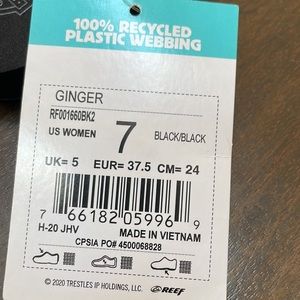 100% RECYCLED
PLASTIC WEBBING
GINGER
RF001660BK2
US WOMEN 7 BLACK/BLACK
UK= 5 EUR= 37.5 CM= 24
7 66182 05996 9
H-20 JHV MADE IN VIETNAM
CPSIA PO# 4500068828
© 2020 TRESTLES IP HOLDINGS, LLC. REEF